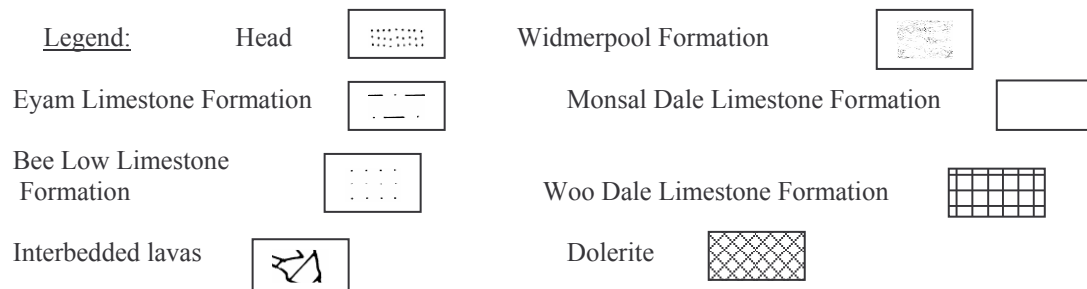 Legend: Head Widmerpool Formation
Eyam Limestone Formation Monsal Dale Limestone Formation
Bee Low Limestone
Formation Woo Dale Limestone Formation
Interbedded lavas Dolerite